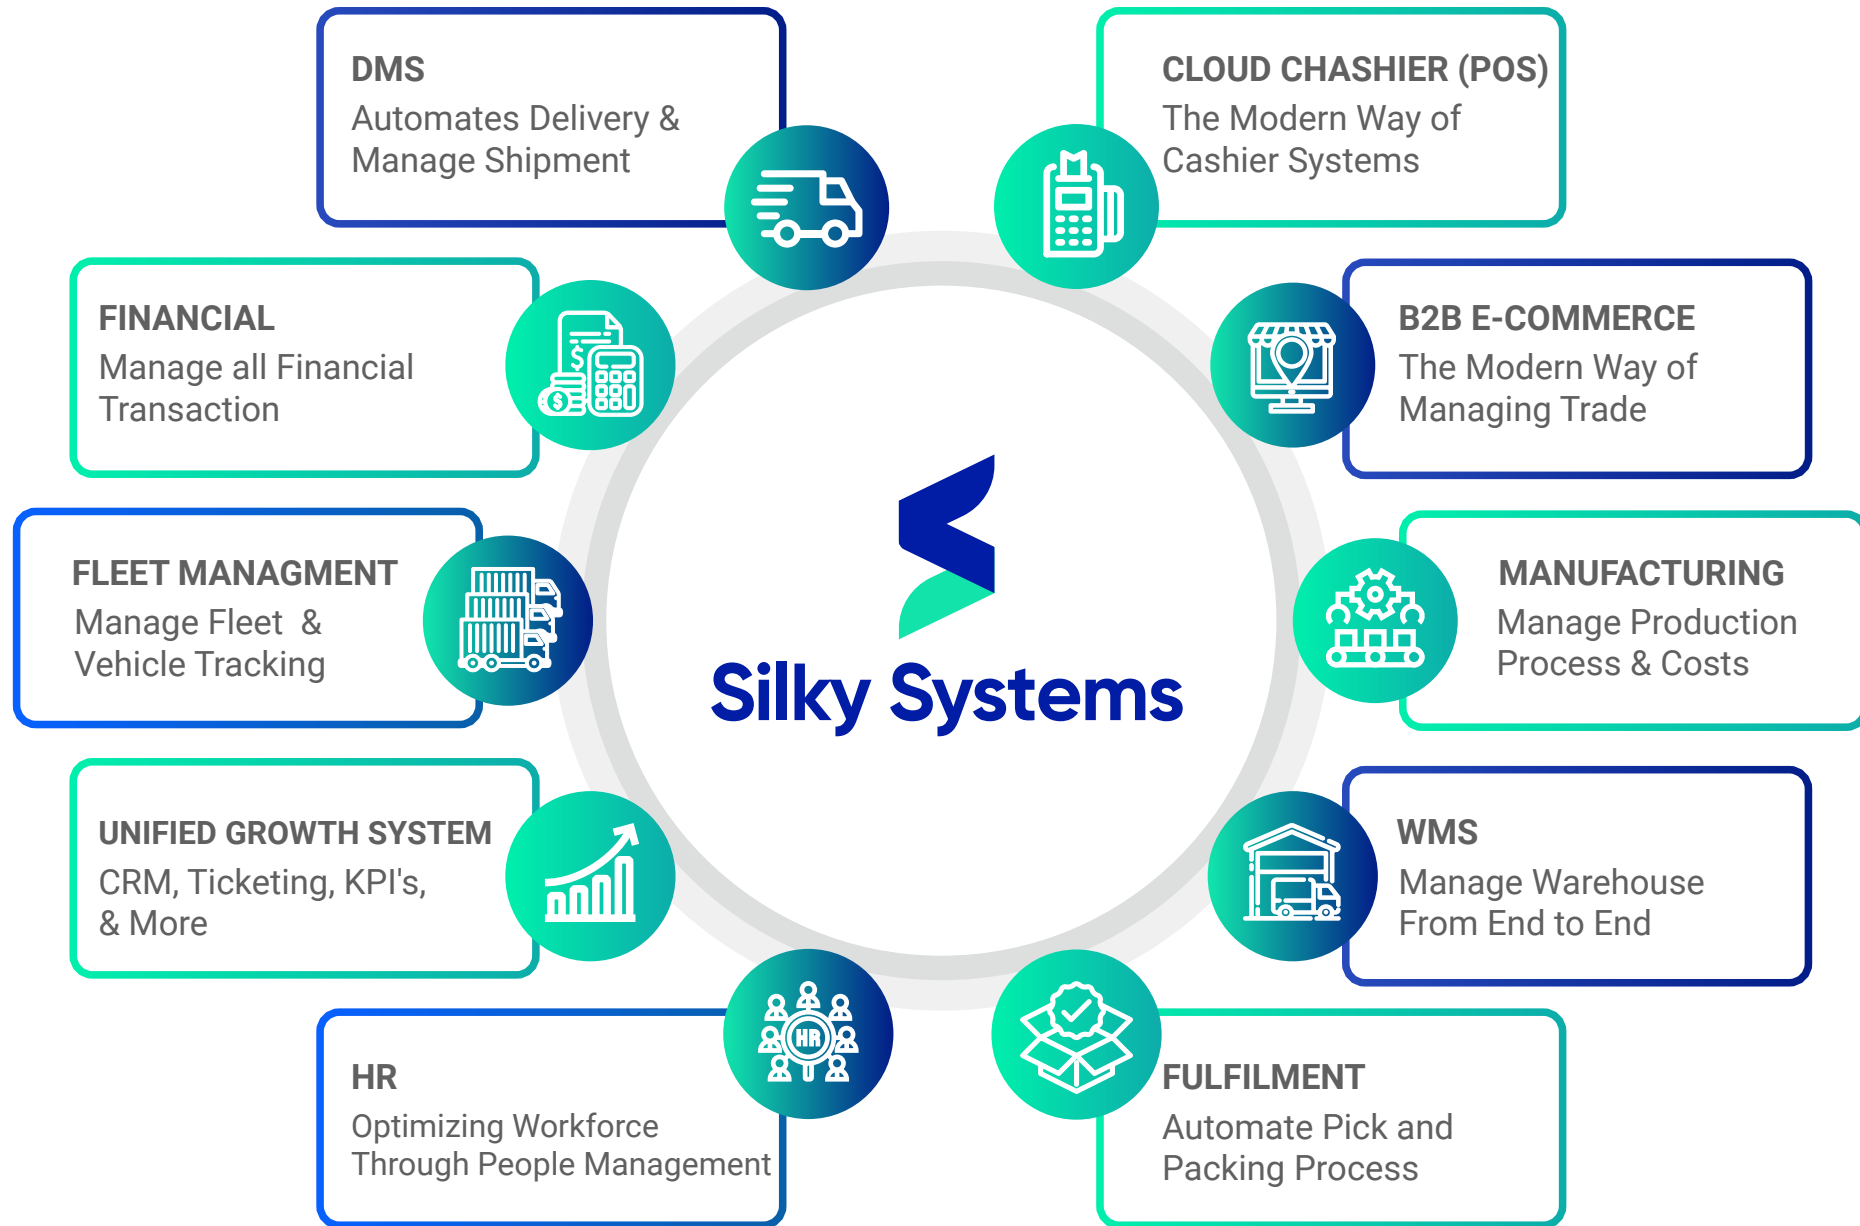 DMS
Automates Delivery &
Manage Shipment
CLOUD CHASHIER (POS)
The Modern Way of
Cashier Systems
FINANCIAL
Manage all Financial
Transaction
$
$
B2B E-COMMERCE
The Modern Way of
Managing Trade
FLEET MANAGMENT
Manage Fleet &
Vehicle Tracking
Silky Systems
MANUFACTURING
Manage Production
Process & Costs
UNIFIED GROWTH SYSTEM
CRM, Ticketing, KPI's,
& More
WMS
Manage Warehouse
From End to End
HR
HR
Optimizing Workforce
Through People Management
FULFILMENT
Automate Pick and
Packing Process